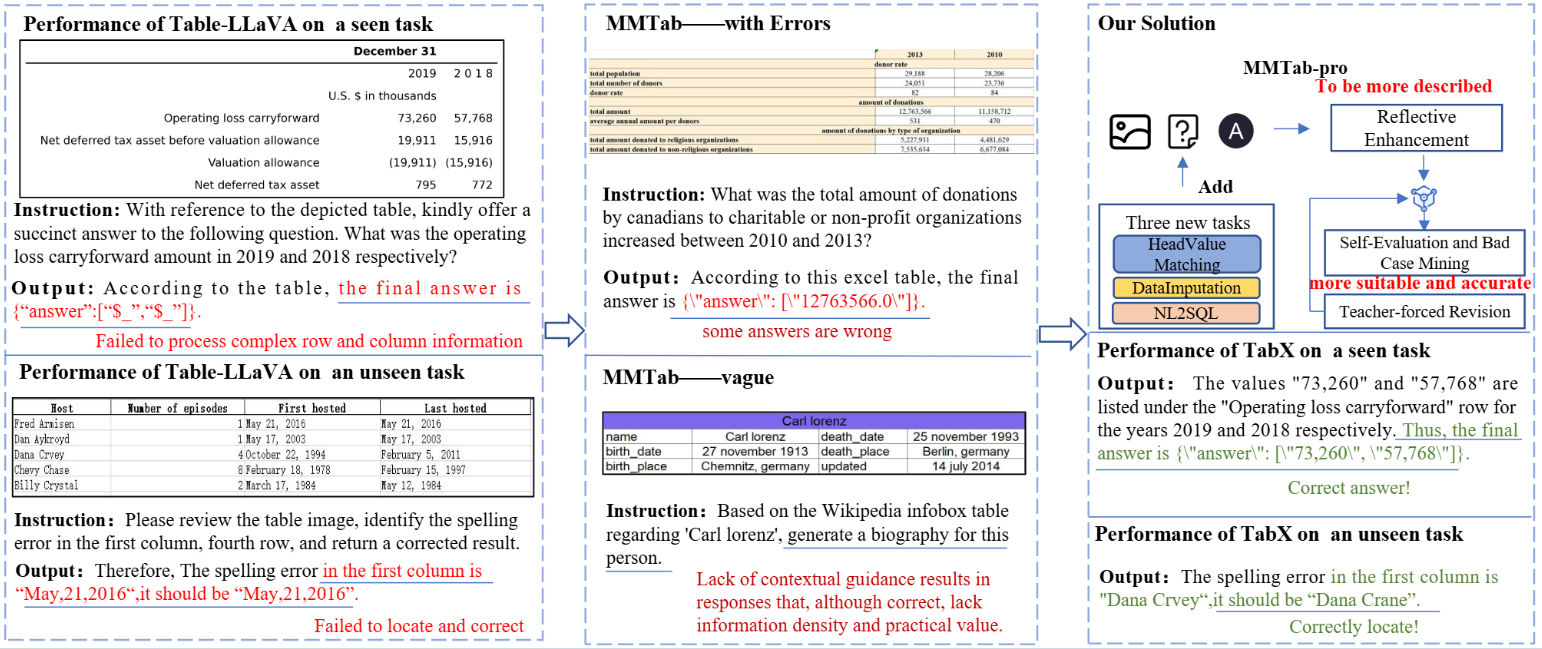 Performance of Table-LLaVA on a seen task
December 31
2019 2 0 1 8
U.S. $ in thousands
Operating loss carryforward 73,260 57,768
Net deferred tax asset before valuation allowance 19,911 15,916
Valuation allowance (19,911) (15,916)
Net deferred tax asset 795 772
Instruction: With reference to the depicted table, kindly offer a
succinct answer to the following question. What was the operating
loss carryforward amount in 2019 and 2018 respectively?
Output: According to the table, the final answer is
{“answer”:[“$_”,“$_”]}.
Failed to process complex row and column information
Performance of Table-LLaVA on an unseen task
Host Number of episodes First hosted Last hosted
Fred Armisen 1 May 21, 2016 May 21, 2016
Dan Aykroyd 1 May 17, 2003 May 17, 2003
Dana Crvey 4 October 22, 1994 February 5, 2011
Chevy Chase 8 February 18, 1978 February 15, 1997
Billy Crystal 2 March 17, 1984 May 12, 1984
Instruction: Please review the table image, identify the spelling
error in the first column, fourth row, and return a corrected result.
Output: Therefore, The spelling error in the first column is
“May,21,2016“,it should be “May,21,2016”.
Failed to locate and correct
MMTab——with Errors
2013 2010
donor rate
total population 29,188 28,206
total number of donors 24,051 23,736
donor rate 82 84
amount of donations
total amount 12,763,566 11,158,712
average annual amount per donors 531 470
amount of donations by type of organization
total amount donated to religious organizations 5,227,931 4,481,629
total amount donated to non-religious organizations 7,535,634 6,677,084
Instruction: What was the total amount of donations
by canadians to charitable or non-profit organizations
increased between 2010 and 2013?
Output: According to this excel table, the final
answer is {\"answer\": [\"12763566.0\"]}.
some answers are wrong
MMTab——vague
Carl lorenz
name Carl lorenz death_date 25 november 1993
birth_date 27 november 1913 death_place Berlin, germany
birth_place Chemnitz, germany updated 14 july 2014
Instruction: Based on the Wikipedia infobox table
regarding 'Carl lorenz', generate a biography for this
person.
Lack of contextual guidance results in
responses that, although correct, lack
information density and practical value.
Our Solution
MMTab-pro
To be more described
A
Reflective
Enhancement
Add
Three new tasks
HeadValue
Matching
DataImputation
NL2SQL
Self-Evaluation and Bad
Case Mining
more suitable and accurate
Teacher-forced Revision
Performance of TabX on a seen task
Output: The values "73,260" and "57,768" are
listed under the "Operating loss carryforward" row for
the years 2019 and 2018 respectively. Thus, the final
answer is {\"answer\": [\"73,260\", \"57,768\"]}.
Correct answer!
Performance of TabX on an unseen task
Output: The spelling error in the first column is
"Dana Crvey“,it should be “Dana Crane”.
Correctly locate!